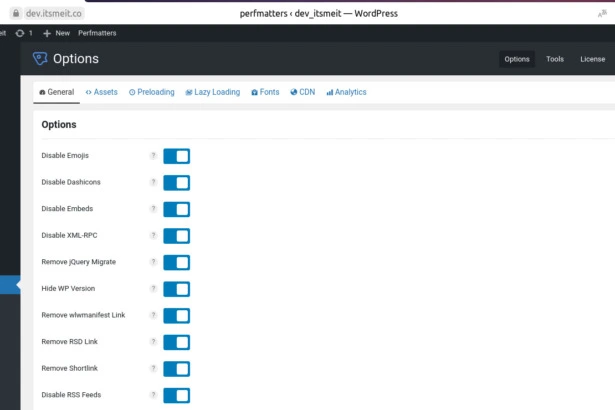 dev.itsmeit.co
perfmatters ‹ dev_itsmeit — WordPress
eit 1 New Perfmatters
Options
Options Tools License
General Assets Preloading Lazy Loading Fonts CDN Analytics
Options
Disable Emojis ?
Disable Dashicons ?
Disable Embeds ?
Disable XML-RPC ?
Remove jQuery Migrate ?
Hide WP Version ?
Remove wlwmanifest Link ?
Remove RSD Link ?
Remove Shortlink ?
Disable RSS Feeds ?